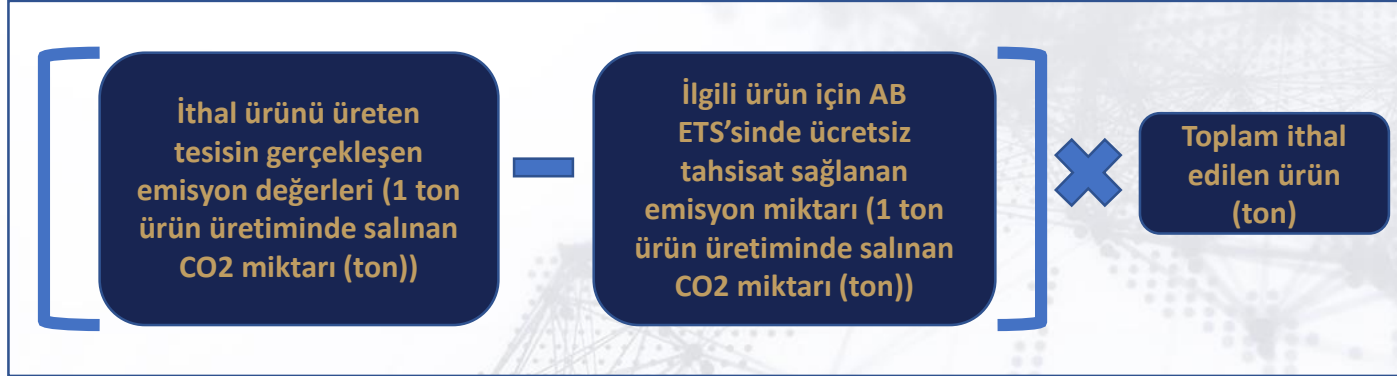 İthal ürünü üreten
tesisin gerçekleşen
emisyon değerleri (1 ton
ürün üretiminde salınan
CO2 miktarı (ton))
İlgili ürün için AB
ETS’sinde ücretsiz
tahsisat sağlanan
emisyon miktarı (1 ton
ürün üretiminde salınan
CO2 miktarı (ton))
Toplam ithal
edilen ürün
(ton)